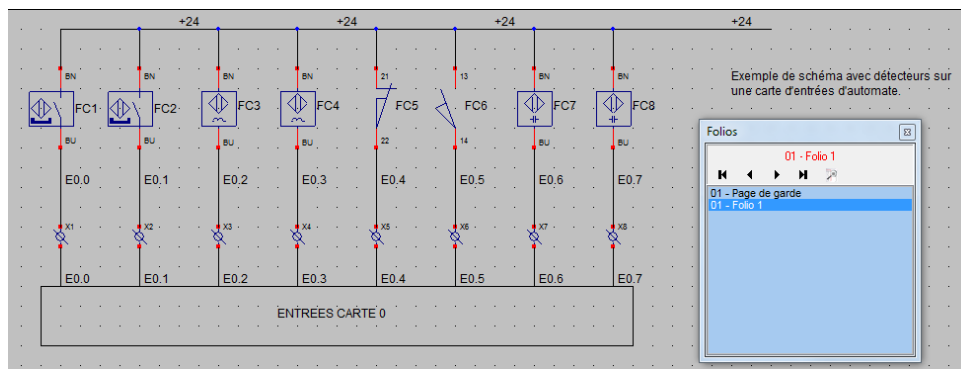 +24 +24 +24 +24
BN BN BN BN 21 13 BN BN
Exemple de schéma avec détecteurs sur
une carte d'entrées d'automate.
FC1 FC2 FC3 FC4 FC5 FC6 FC7 FC8
Folios
BU BU BU BU 22 14 BU BU
01 - Folio 1
E0.0 E0.1 E0.2 E0.3 E0.4 E0.5 E0.6 E0.7
01 - Page de garde
01 - Folio 1
X1 X2 X3 X4 X5 X6 X7 X8
E0.0 E0.1 E0.2 E0.3 E0.4 E0.5 E0.6 E0.7
ENTREES CARTE 0